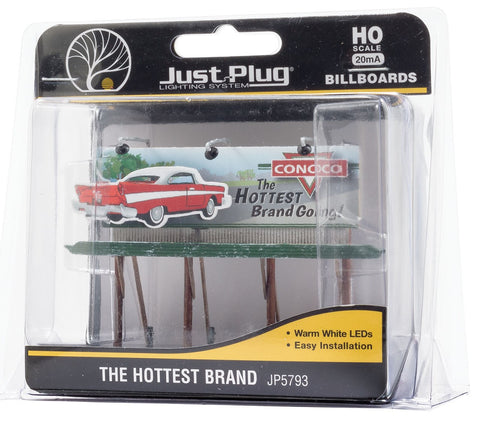 Just Plug®
LIGHTING SYSTEM
HO
SCALE
20mA
BILLBOARDS
CONOCO
The
HOTTEST
Brand Going!
• Warm White LEDs
• Easy Installation
THE HOTTEST BRAND JP5793